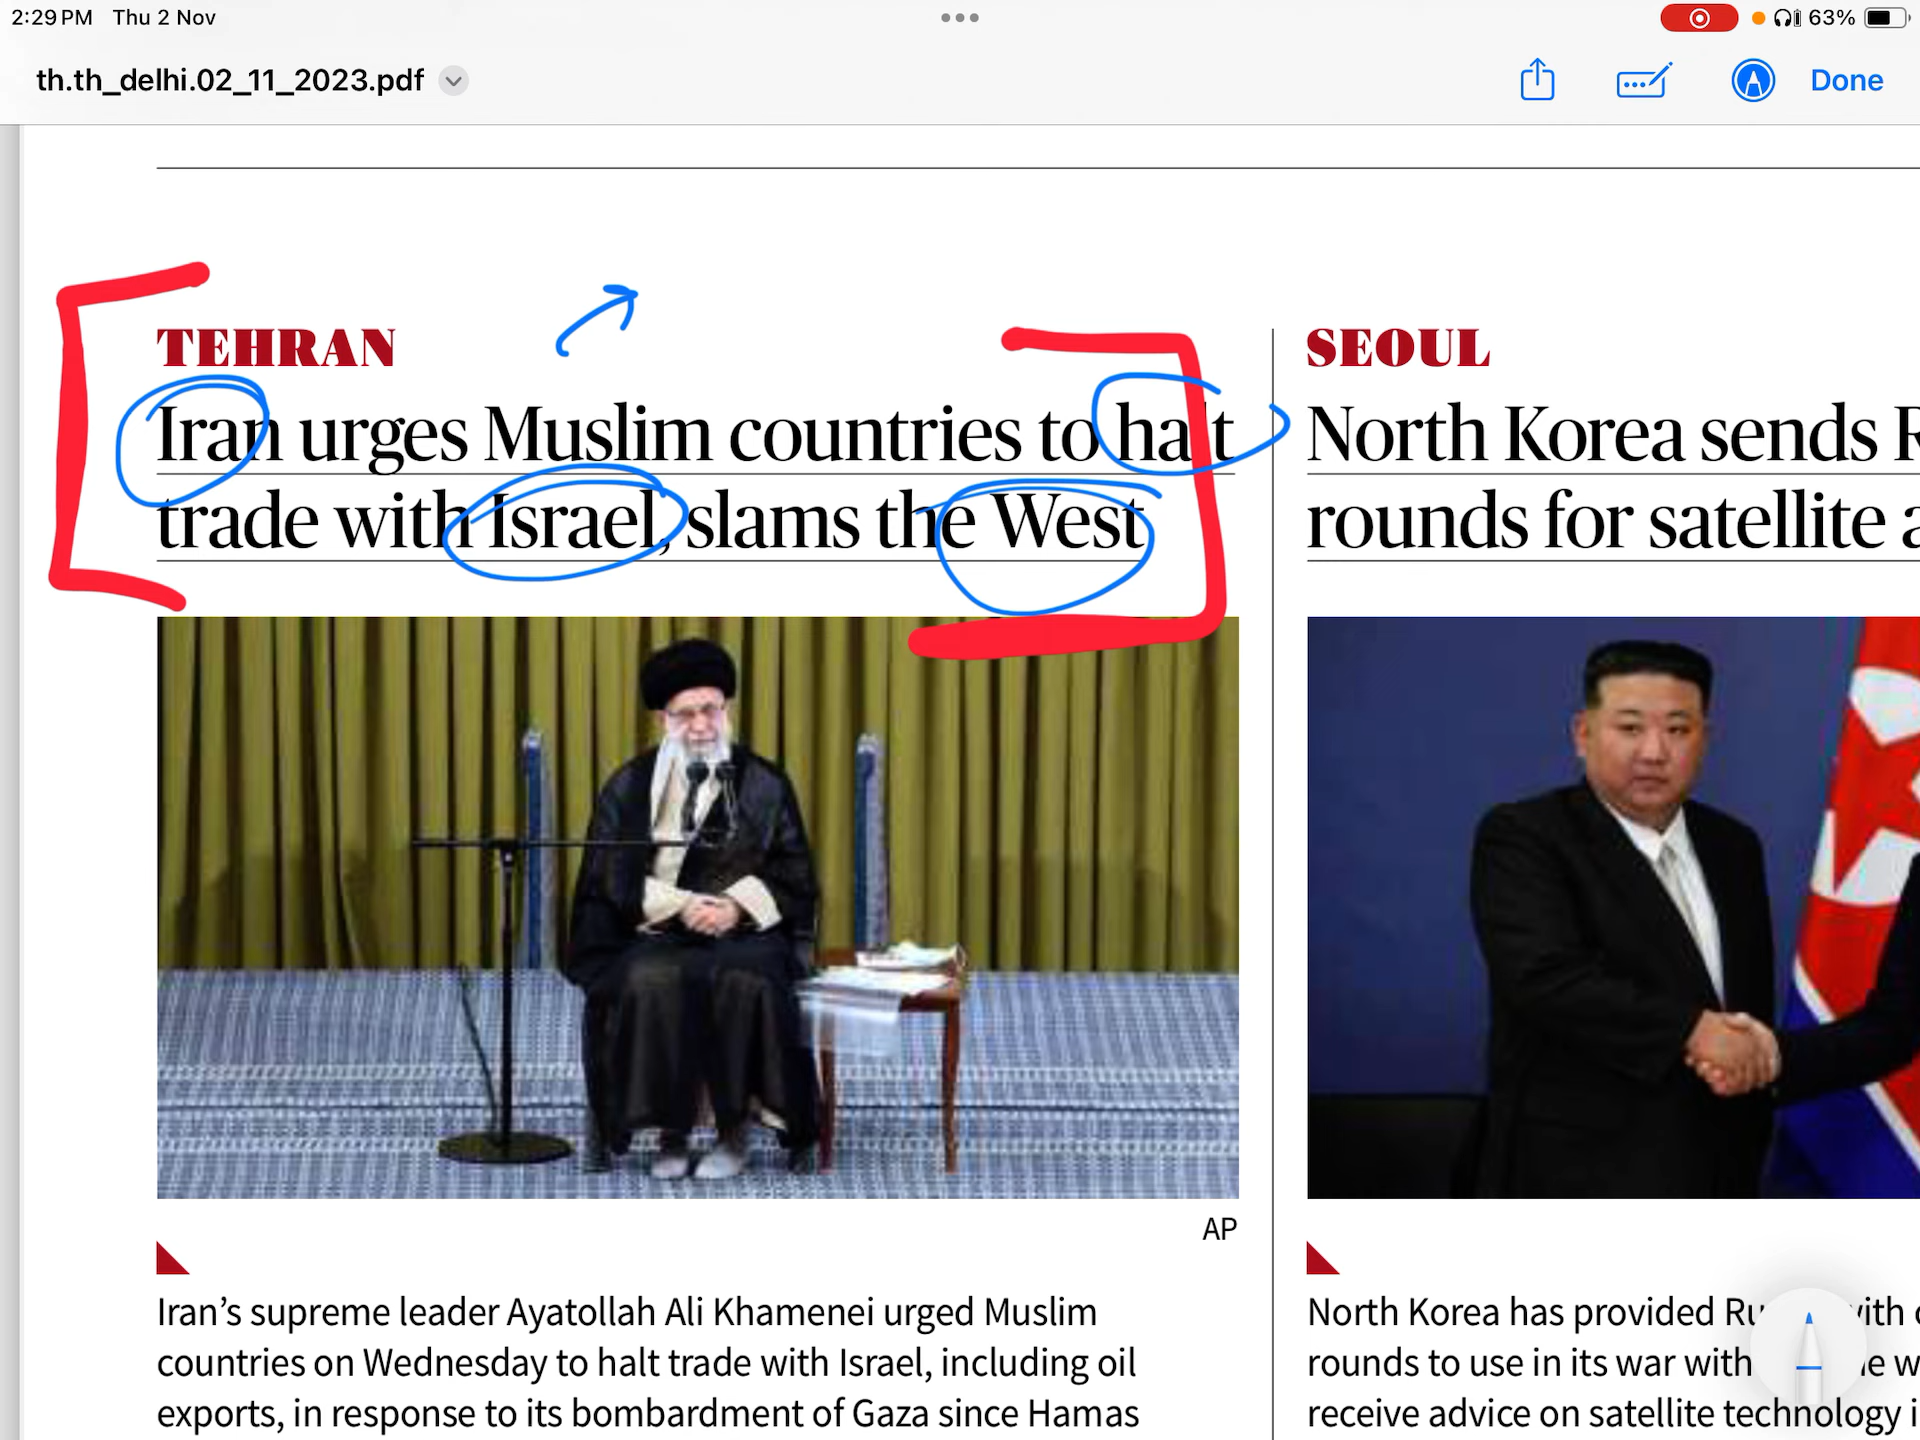 2:29 PM Thu 2 Nov
63%
th.th_delhi.02_11_2023.pdf
Done
TEHRAN
Iran urges Muslim countries to halt
trade with Israel, slams the West
AP
Iran's supreme leader Ayatollah Ali Khamenei urged Muslim
countries on Wednesday to halt trade with Israel, including oil
exports, in response to its bombardment of Gaza since Hamas
SEOUL
North Korea sends
rounds for satellite
North Korea has provided
rounds to use in its war with
receive advice on satellite technology